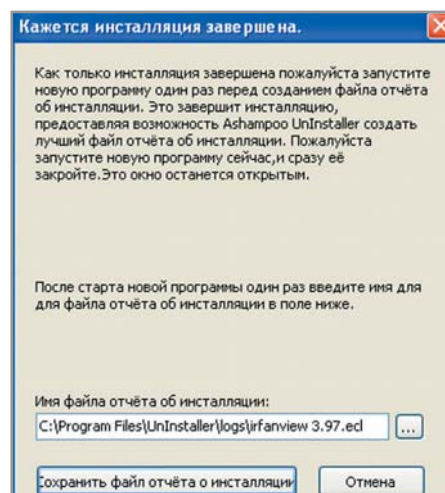 Кажется инсталляция завершена.
Как только инсталляция завершена пожалуйста запустите
новую программу один раз перед созданием файла отчёта
об инсталляции. Это завершит инсталляцию,
предоставляя возможность Ashampoo UnInstaller создать
лучший файл отчёта об инсталляции. Пожалуйста
запустите новую программу сейчас,и сразу её
закройте.Это окно останется открытым.
После старта новой программы один раз введите имя для
для файла отчёта об инсталляции в поле ниже.
Имя файла отчёта об инсталляции:
C:\Program Files\UnInstaller\logs\irfanview 3.97.ecl
...
Сохранить файл отчёта о инсталляции
Отмена